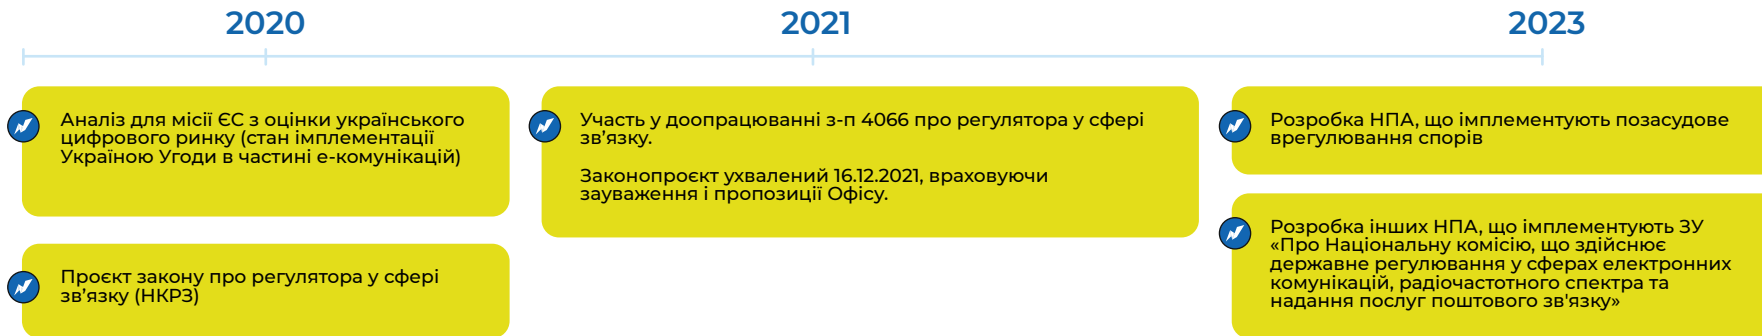 2020
2021
2023
Аналіз для місії ЄС з оцінки українського
цифрового ринку (стан імплементації
Україною Угоди в частині е-комунікацій)
Проєкт закону про регулятора у сфері
зв’язку (НКРЗ)
Участь у доопрацюванні з-п 4066 про регулятора у сфері
зв’язку.
Законопроєкт ухвалений 16.12.2021, враховуючи
зауваження і пропозиції Офісу.
Розробка НПА, що імплементують позасудове
врегулювання спорів
Розробка інших НПА, що імплементують ЗУ
«Про Національну комісію, що здійснює
державне регулювання у сферах електронних
комунікацій, радіочастотного спектра та
надання послуг поштового зв'язку»